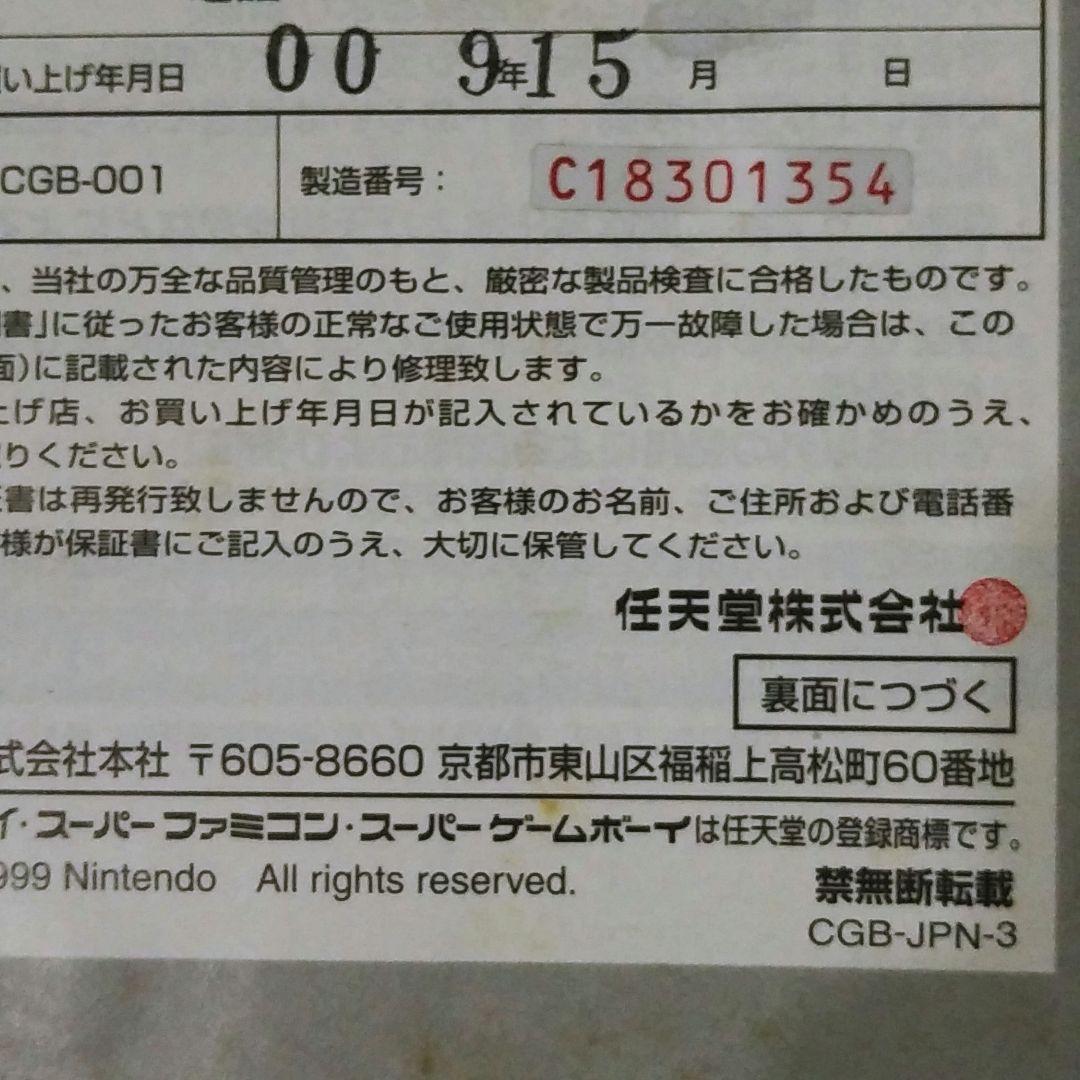 い上げ年月日 00 9年15 月 日
CGB-001 製造番号： C18301354
、当社の万全な品質管理のもと、厳密な製品検査に合格したものです。
書」に従ったお客様の正常なご使用状態で万一故障した場合は、この
面)に記載された内容により修理致します。
上げ店、お買い上げ年月日が記入されているかをお確かめのうえ、
りください。
証書は再発行致しませんので、お客様のお名前、ご住所および電話番
様が保証書にご記入のうえ、大切に保管してください。
任天堂株式会社
裏面につづく
式会社本社 〒605-8660 京都市東山区福稲上高松町60番地
イ・スーパーファミコン・スーパーゲームボーイは任天堂の登録商標です。
999 Nintendo All rights reserved.
禁無断転載
CGB-JPN-3